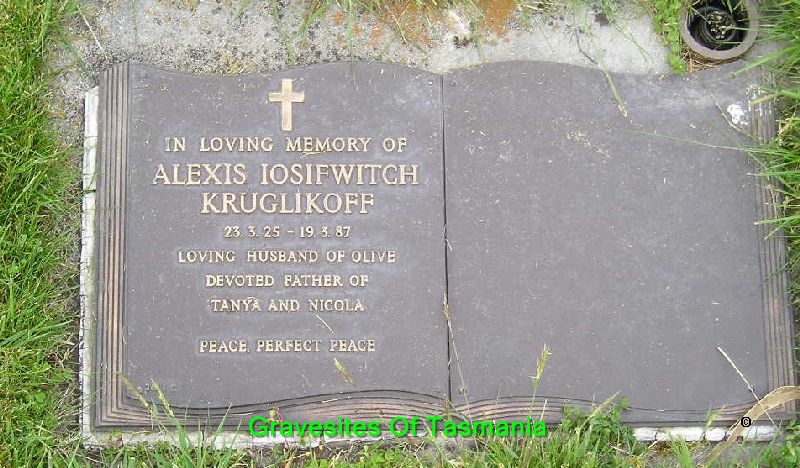 IN LOVING MEMORY OF
ALEXIS IOSIFWITCH
KRUGLIKOFF
23.3.25 - 19.3.87
LOVING HUSBAND OF OLIVE
DEVOTED FATHER OF
TANYA AND NICOLA
PEACE, PERFECT PEACE
Gravesites Of Tasmania
©